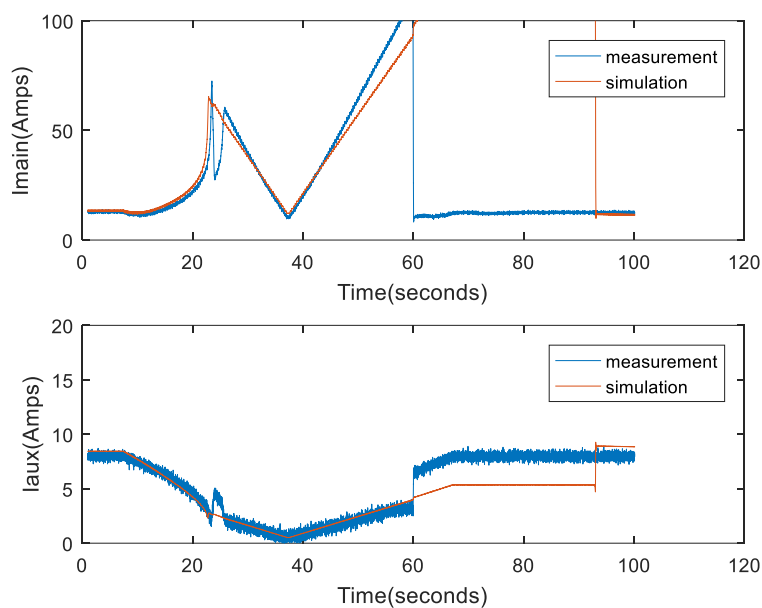 100
50
0
Imain(Amps)
measurement
simulation
0 20 40 60 80 100 120
Time(seconds)
20
15
10
5
0
Iaux(Amps)
measurement
simulation
0 20 40 60 80 100 120
Time(seconds)